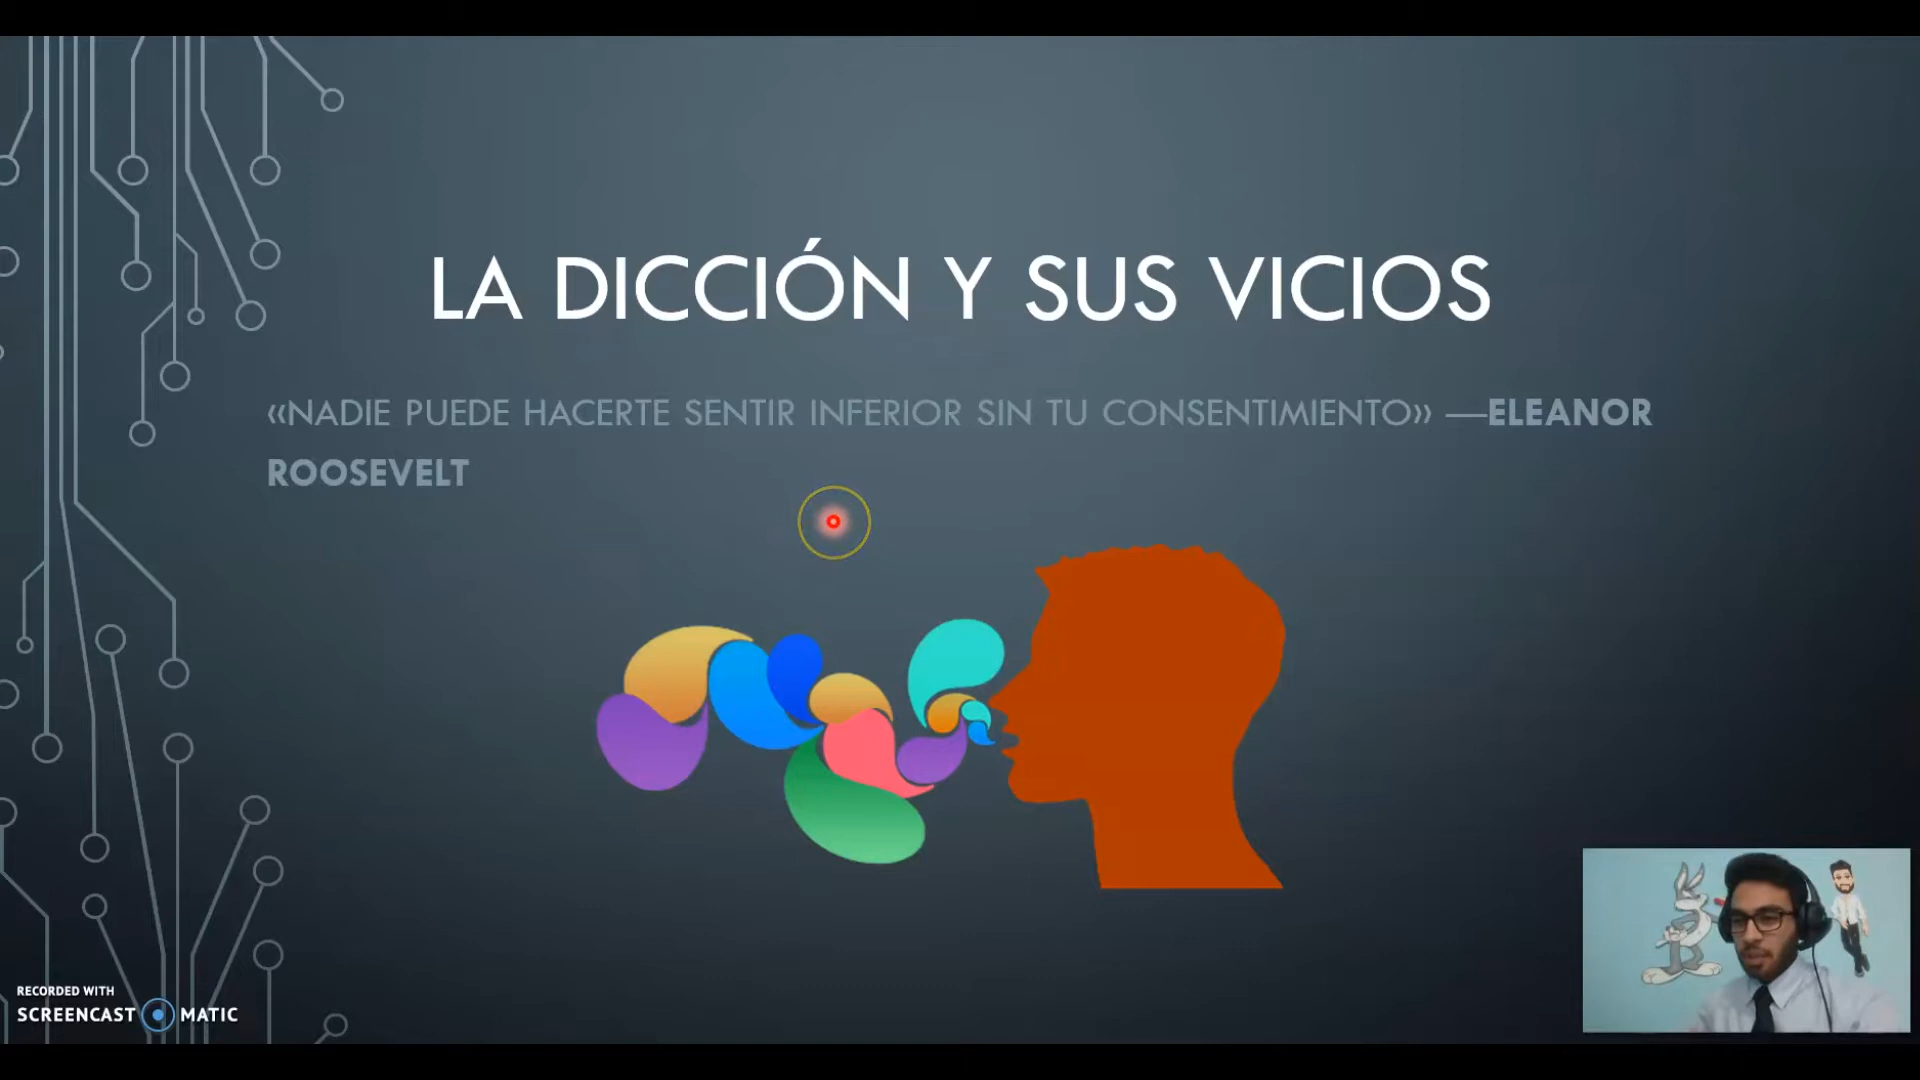 LA DICCIÓN Y SUS VICIOS
«NADIE PUEDE HACERTE SENTIR INFERIOR SIN TU CONSENTIMIENTO» —ELEANOR
ROOSEVELT
RECORDED WITH
SCREENCAST MATIC